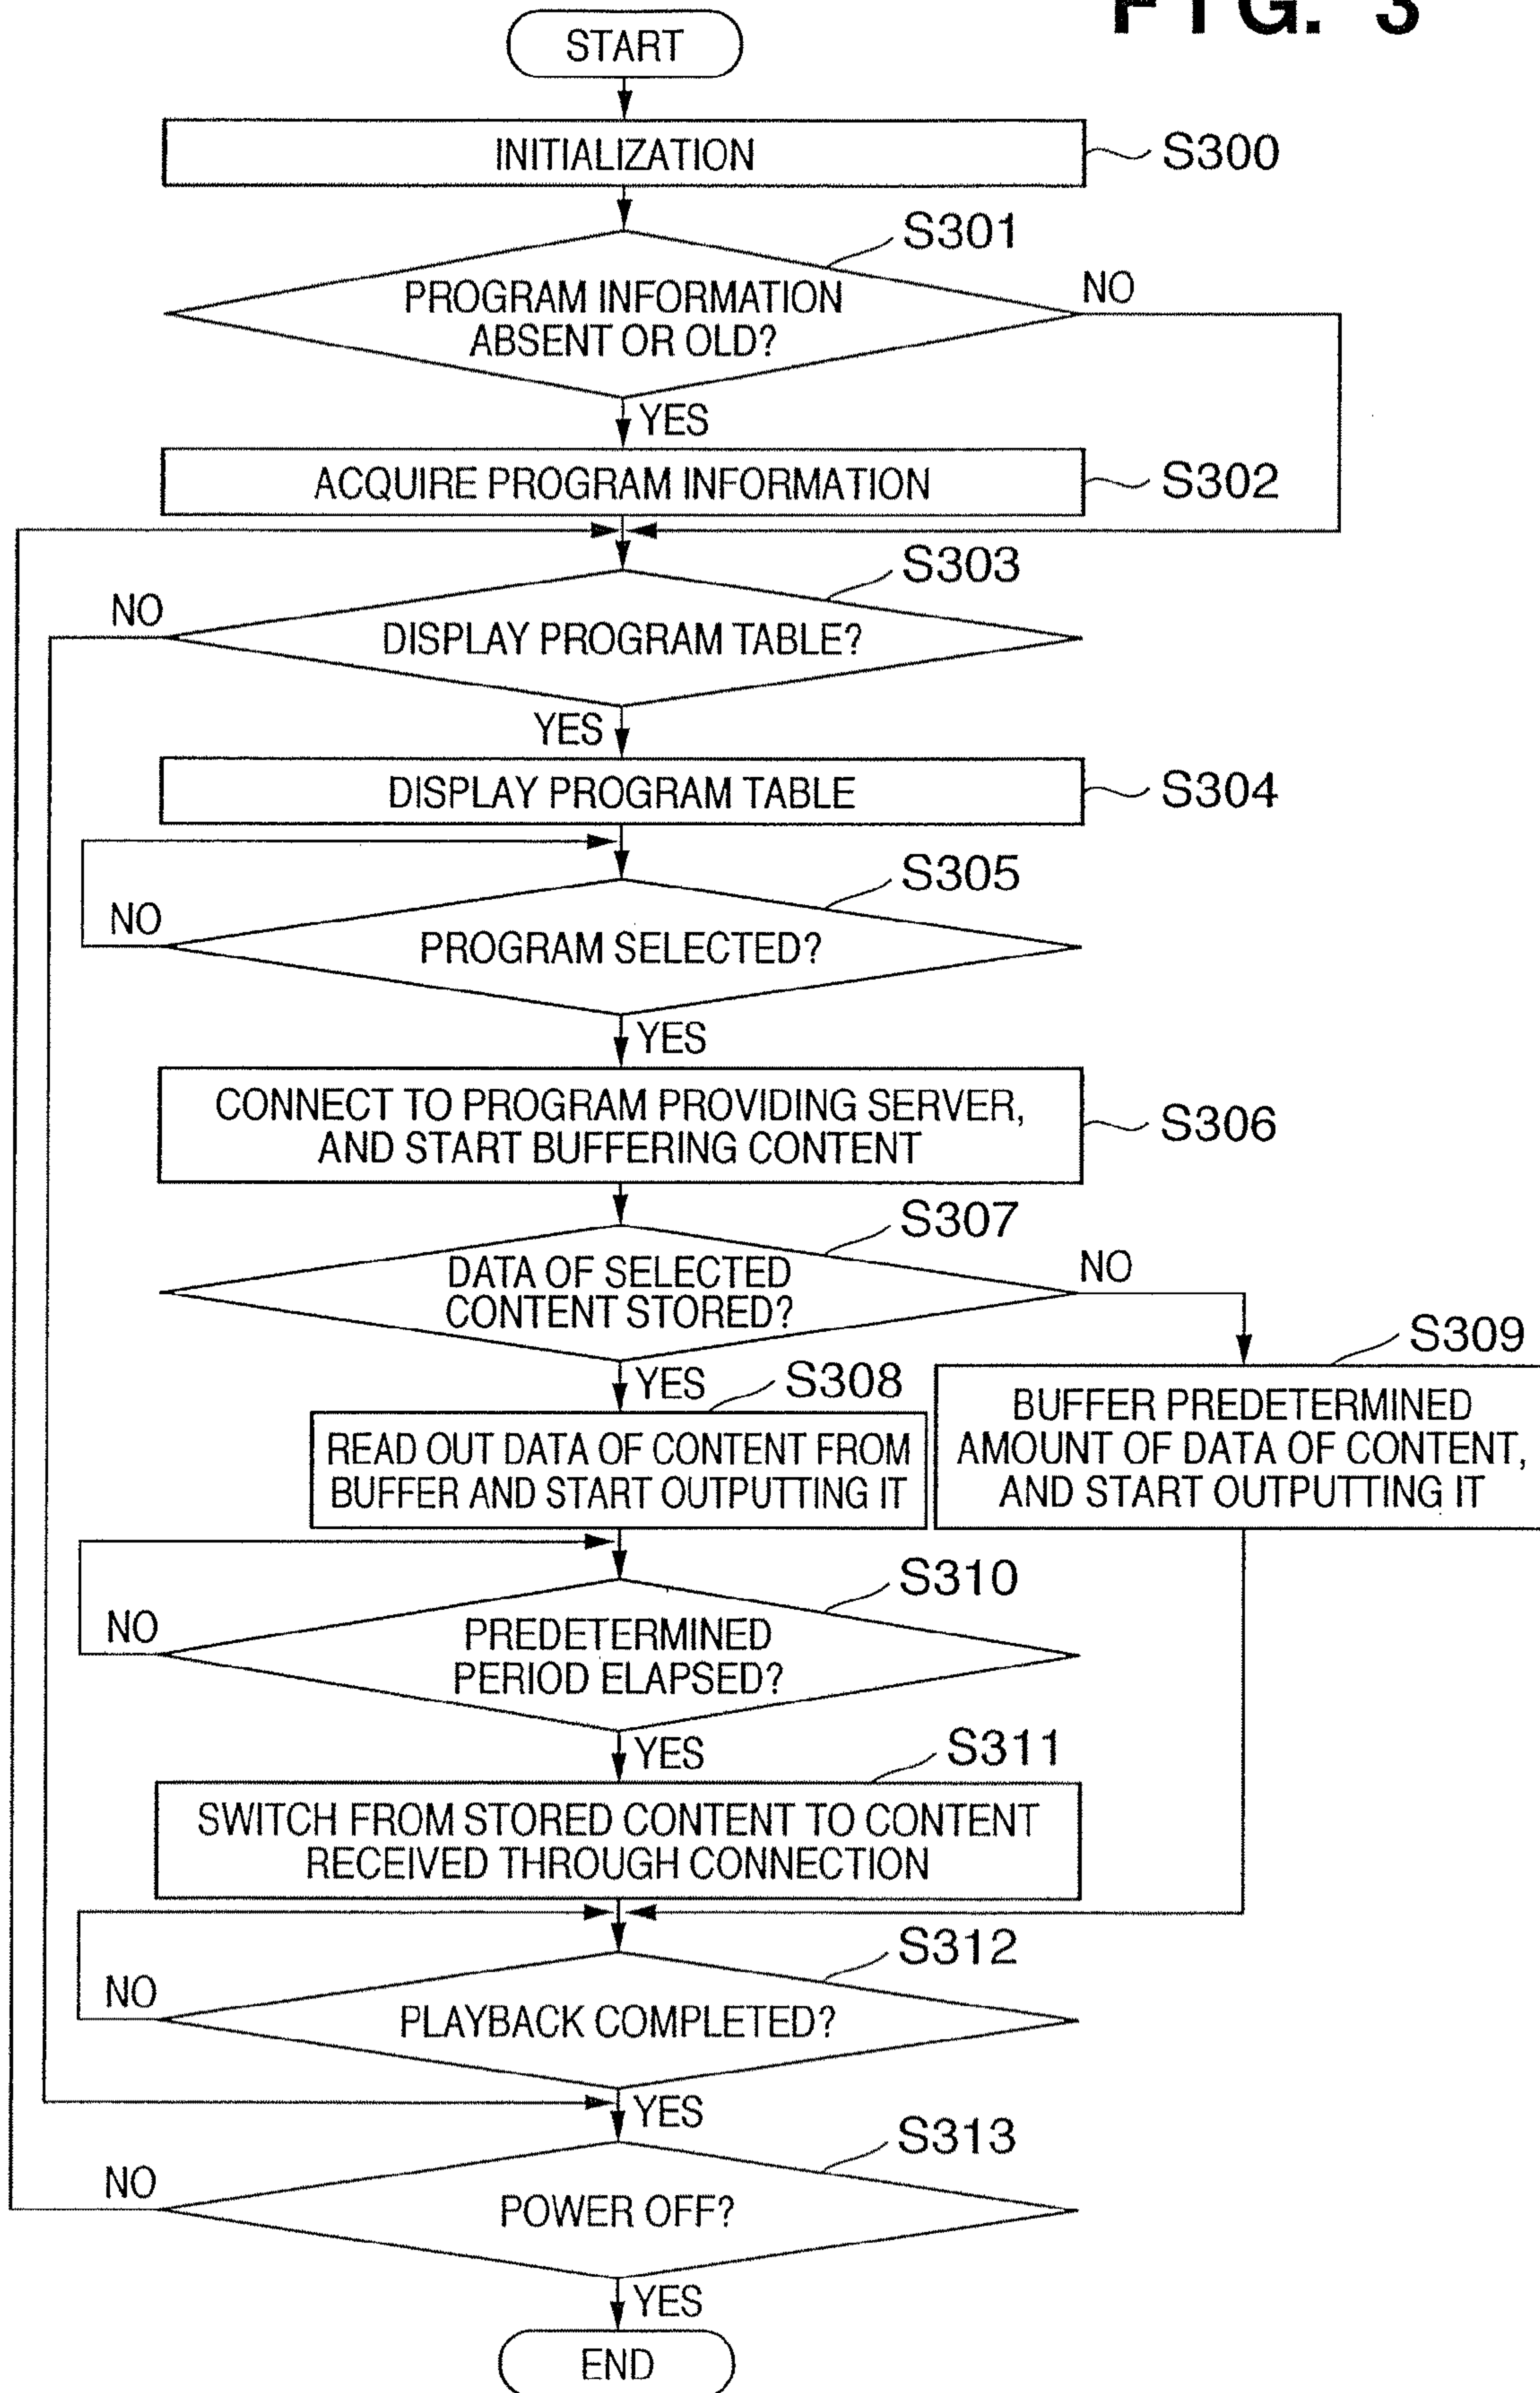 FIG. 3
START
INITIALIZATION
S300
S301
PROGRAM INFORMATION
ABSENT OR OLD?
NO
YES
ACQUIRE PROGRAM INFORMATION
S302
S303
NO
DISPLAY PROGRAM TABLE?
YES
DISPLAY PROGRAM TABLE
S304
S305
NO
PROGRAM SELECTED?
YES
CONNECT TO PROGRAM PROVIDING SERVER,
AND START BUFFERING CONTENT
S306
S307
DATA OF SELECTED
CONTENT STORED?
NO
YES
S308
READ OUT DATA OF CONTENT FROM
BUFFER AND START OUTPUTTING IT
S309
BUFFER PREDETERMINED
AMOUNT OF DATA OF CONTENT,
AND START OUTPUTTING IT
S310
NO
PREDETERMINED
PERIOD ELAPSED?
YES
S311
SWITCH FROM STORED CONTENT TO CONTENT
RECEIVED THROUGH CONNECTION
S312
NO
PLAYBACK COMPLETED?
YES
S313
NO
POWER OFF?
YES
END